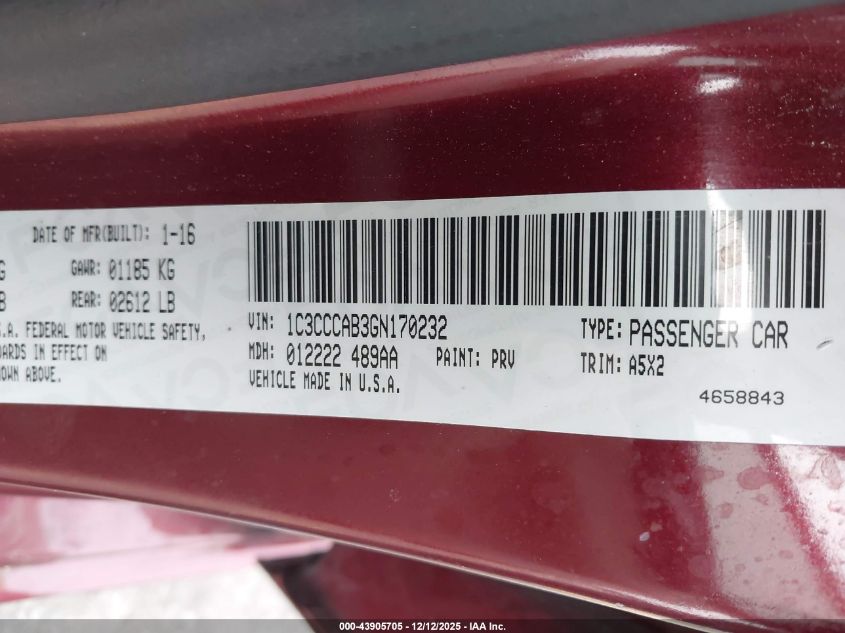 DATE OF MFR(BUILT): 1-16
G GAWR: 01185 KG
B REAR: 02612 LB
.A. FEDERAL MOTOR VEHICLE SAFETY,
ARDS IN EFFECT ON
OWN ABOVE.
VIN: 1C3CCCAB3GN170232 TYPE: PASSENGER CAR
MDH: 012222 489AA PAINT: PRV TRIM: A5X2
VEHICLE MADE IN U.S.A.
4658843
000-43905705 - 12/12/2025 - IAA Inc.